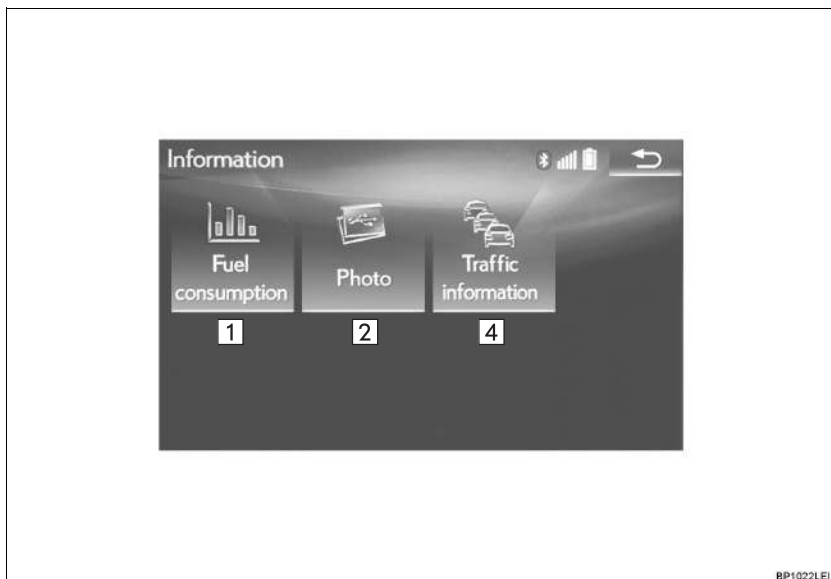 Information
Fuel
consumption
Photo
Traffic
information
1
2
4
BP1022LEI